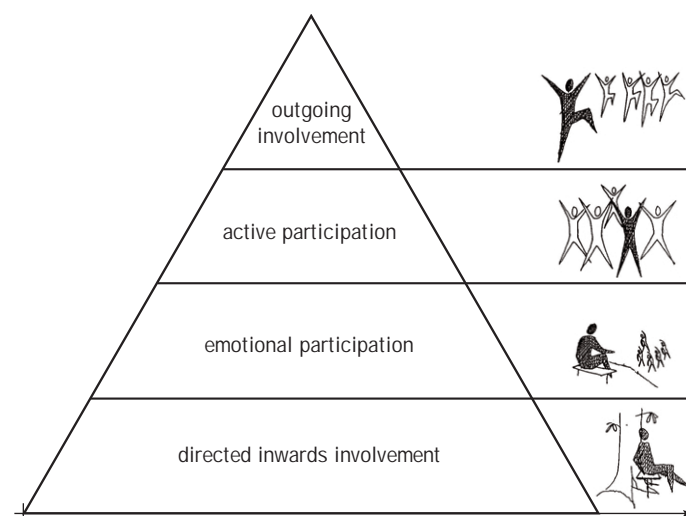 outgoing
involvement
active participation
emotional participation
directed inwards involvement